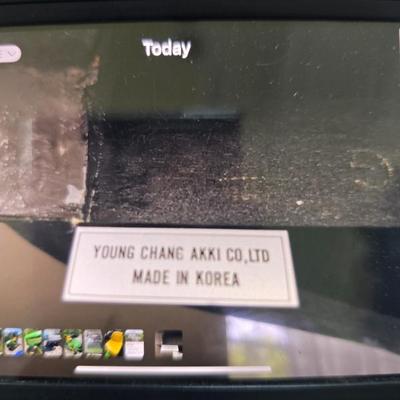 Today
YOUNG CHANG AKKI CO,LTD
MADE IN KOREA